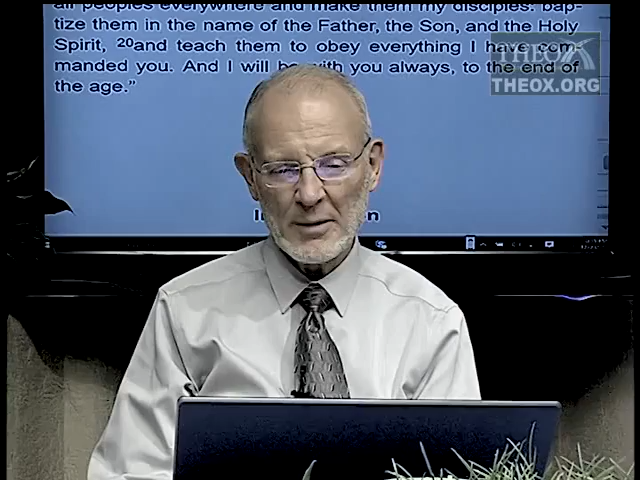 all peoples everywhere and make them my disciples: bap-
tize them in the name of the Father, the Son, and the Holy
Spirit, 20and teach them to obey everything I have com-
manded you. And I will be with you always, to the end of
the age.”
THEOX
THEOX.ORG